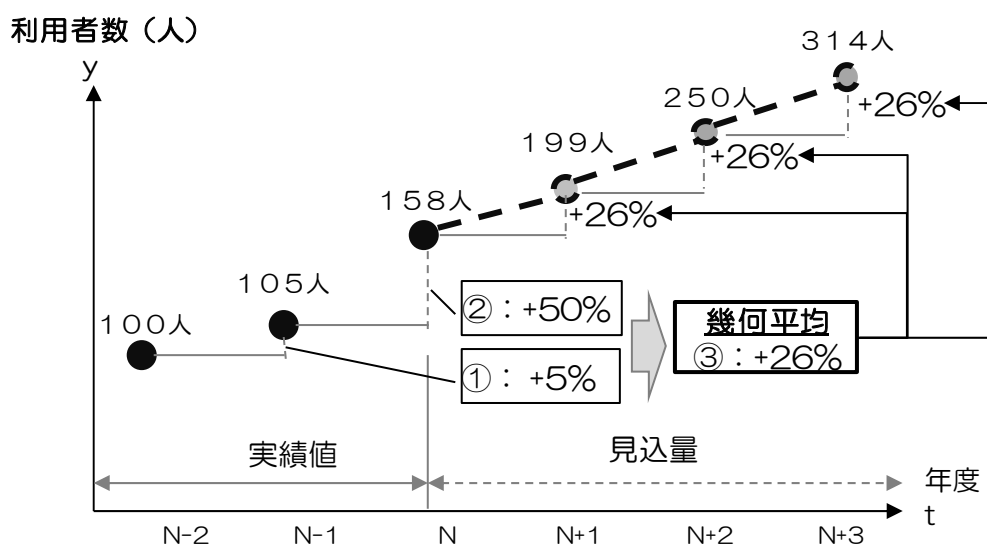 利用者数（人）
y
３１４人
２５０人
+26%
１９９人
+26%
１５８人
+26%
１０５人
１００人
②：+50%
①： +5%
幾何平均
③：+26%
実績値
見込量
年度
t
N-2
N-1
N
N+1
N+2
N+3